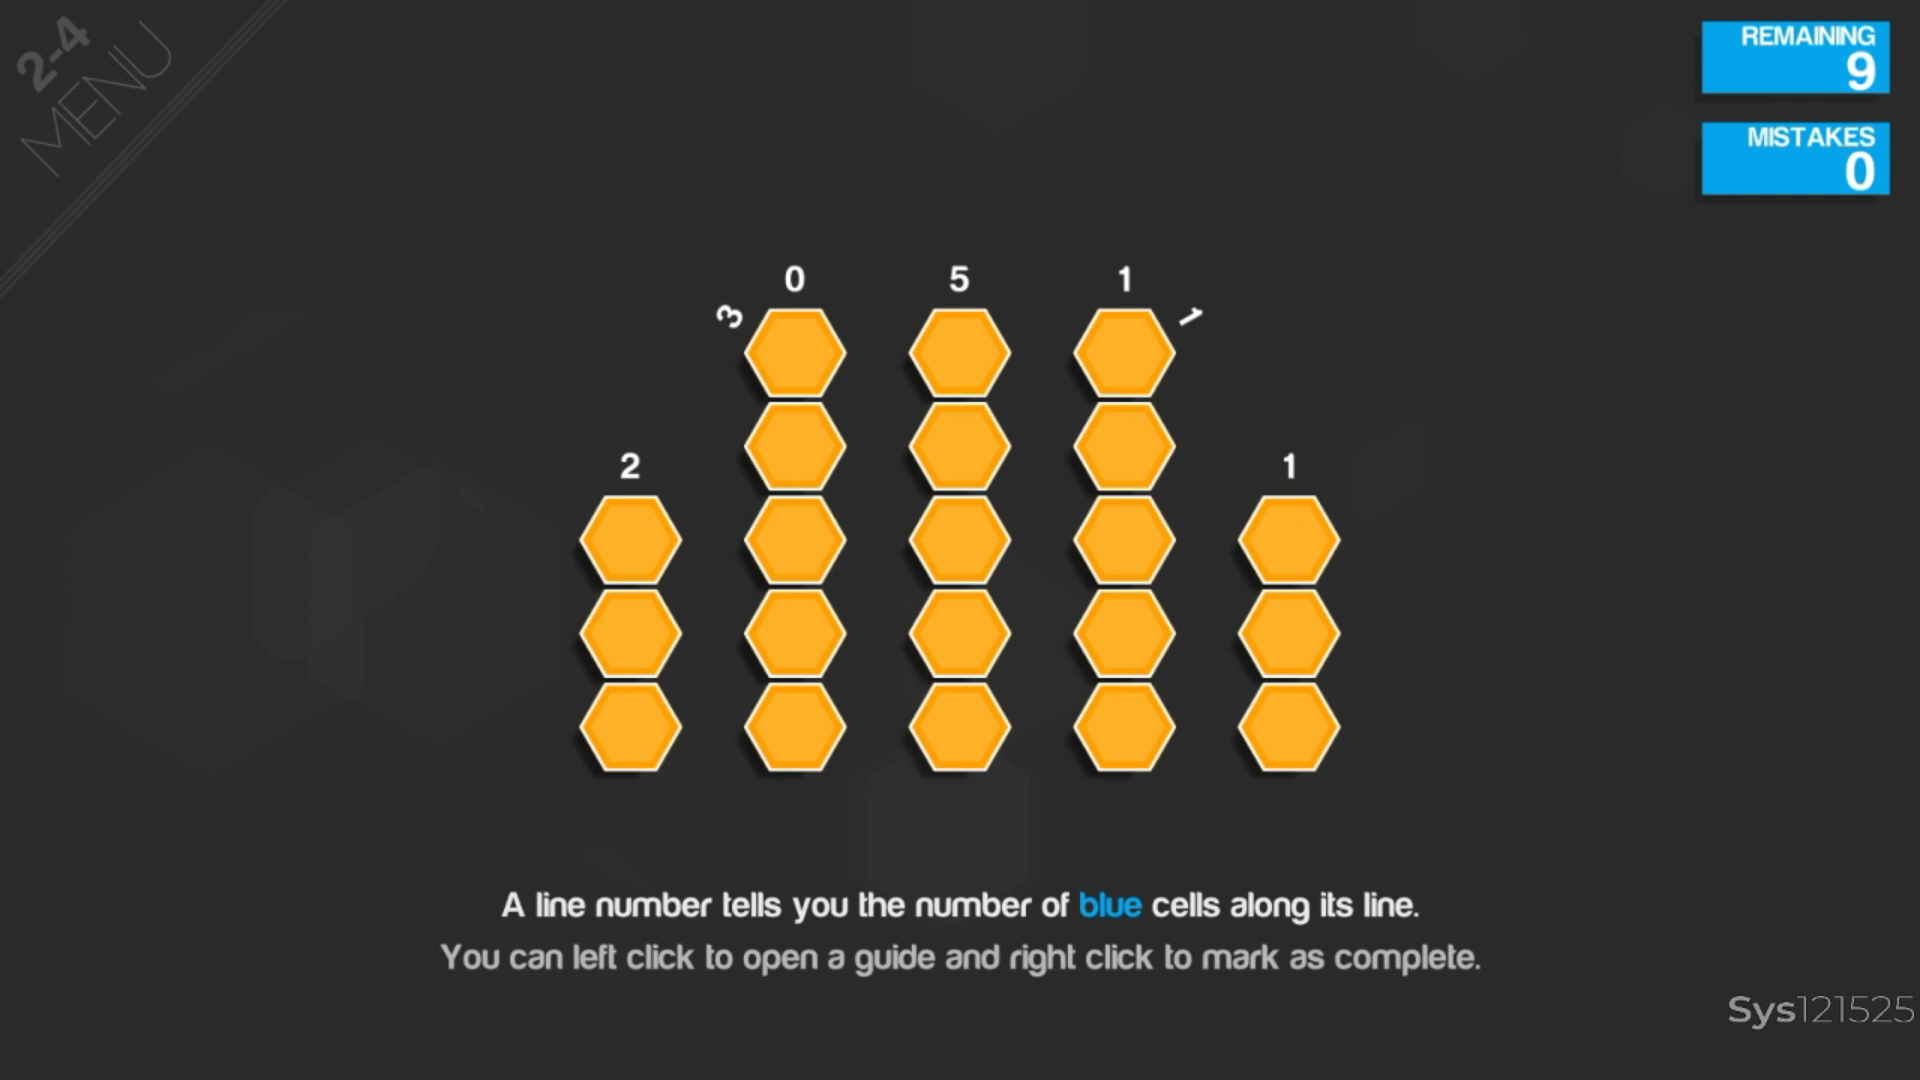 2-4
MENU
REMAINING
9
MISTAKES
0
0 5 1
3 1
2 1
A line number tells you the number of blue cells along its line.
You can left click to open a guide and right click to mark as complete.
Sys121525